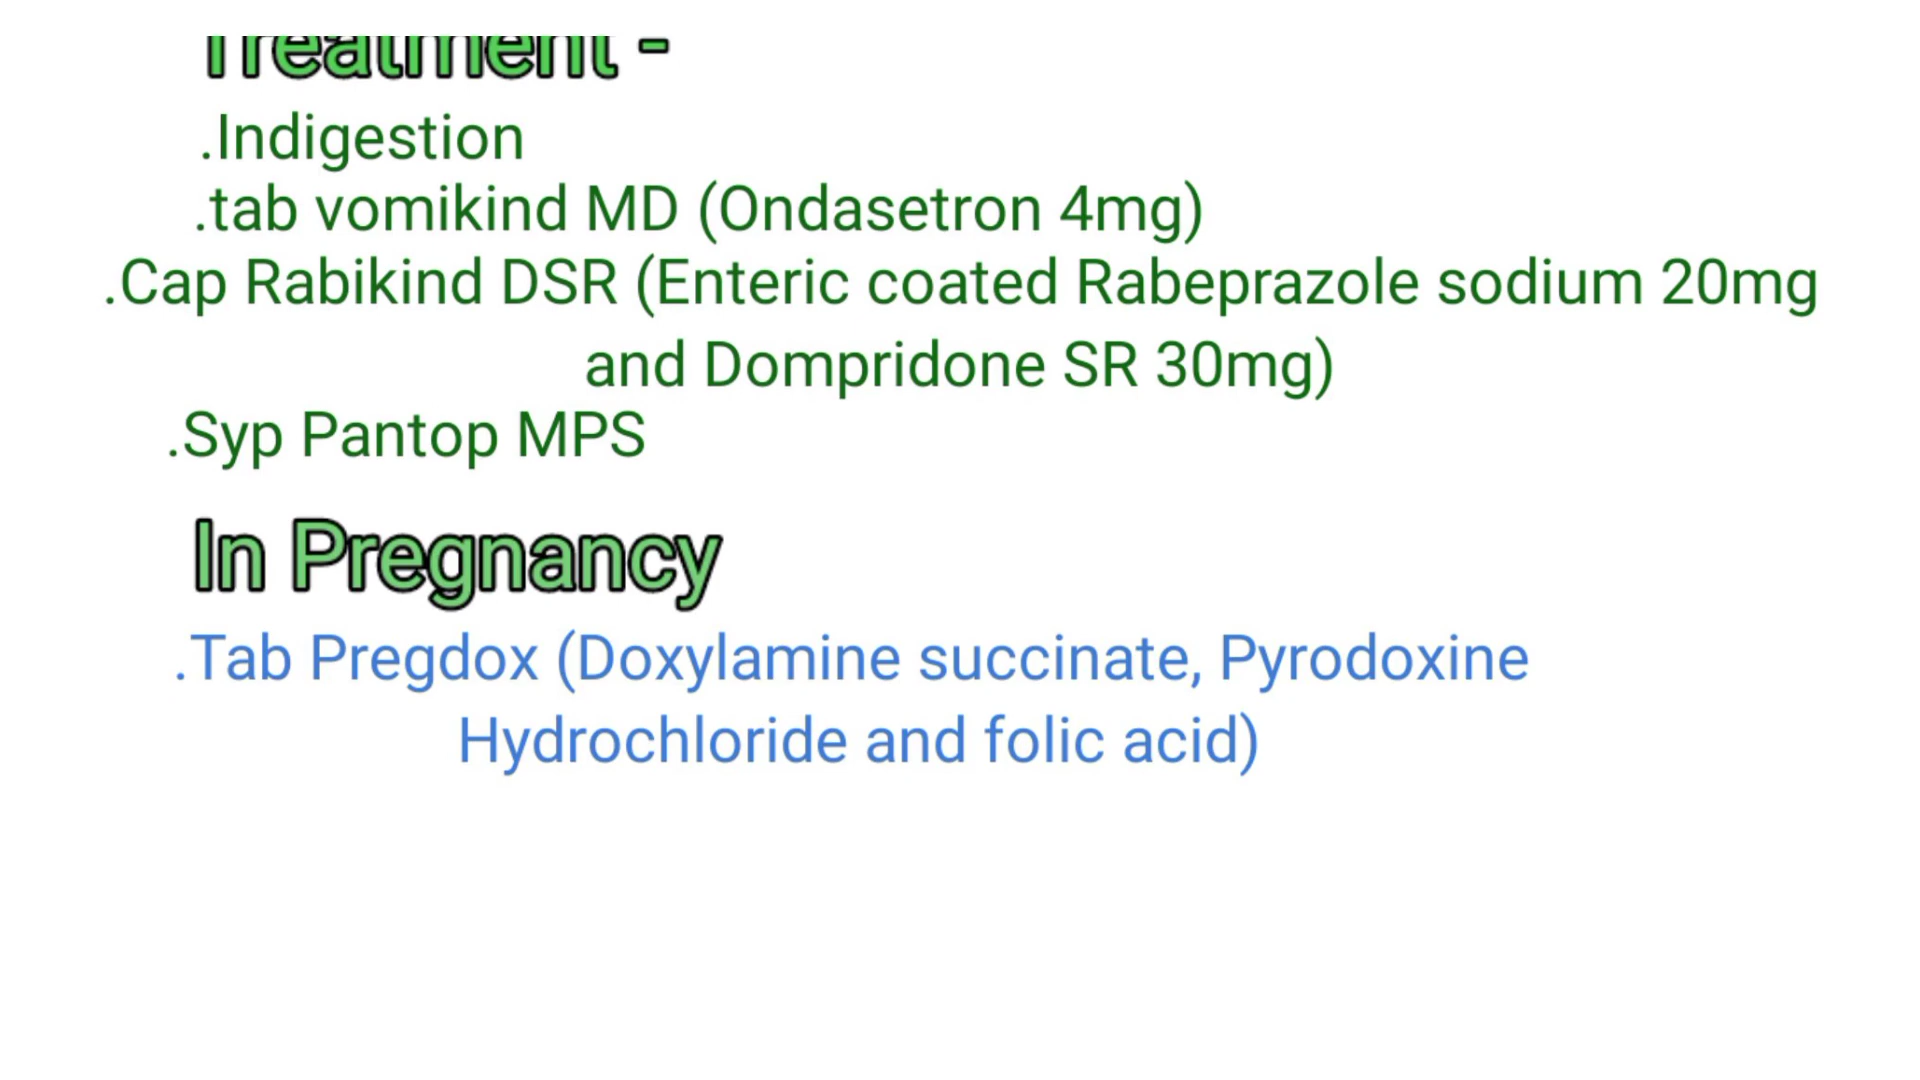 Treatment -
.Indigestion
.tab vomikind MD (Ondasetron 4mg)
.Cap Rabikind DSR (Enteric coated Rabeprazole sodium 20mg
and Dompridone SR 30mg)
.Syp Pantop MPS
In Pregnancy
.Tab Pregdox (Doxylamine succinate, Pyrodoxine
Hydrochloride and folic acid)